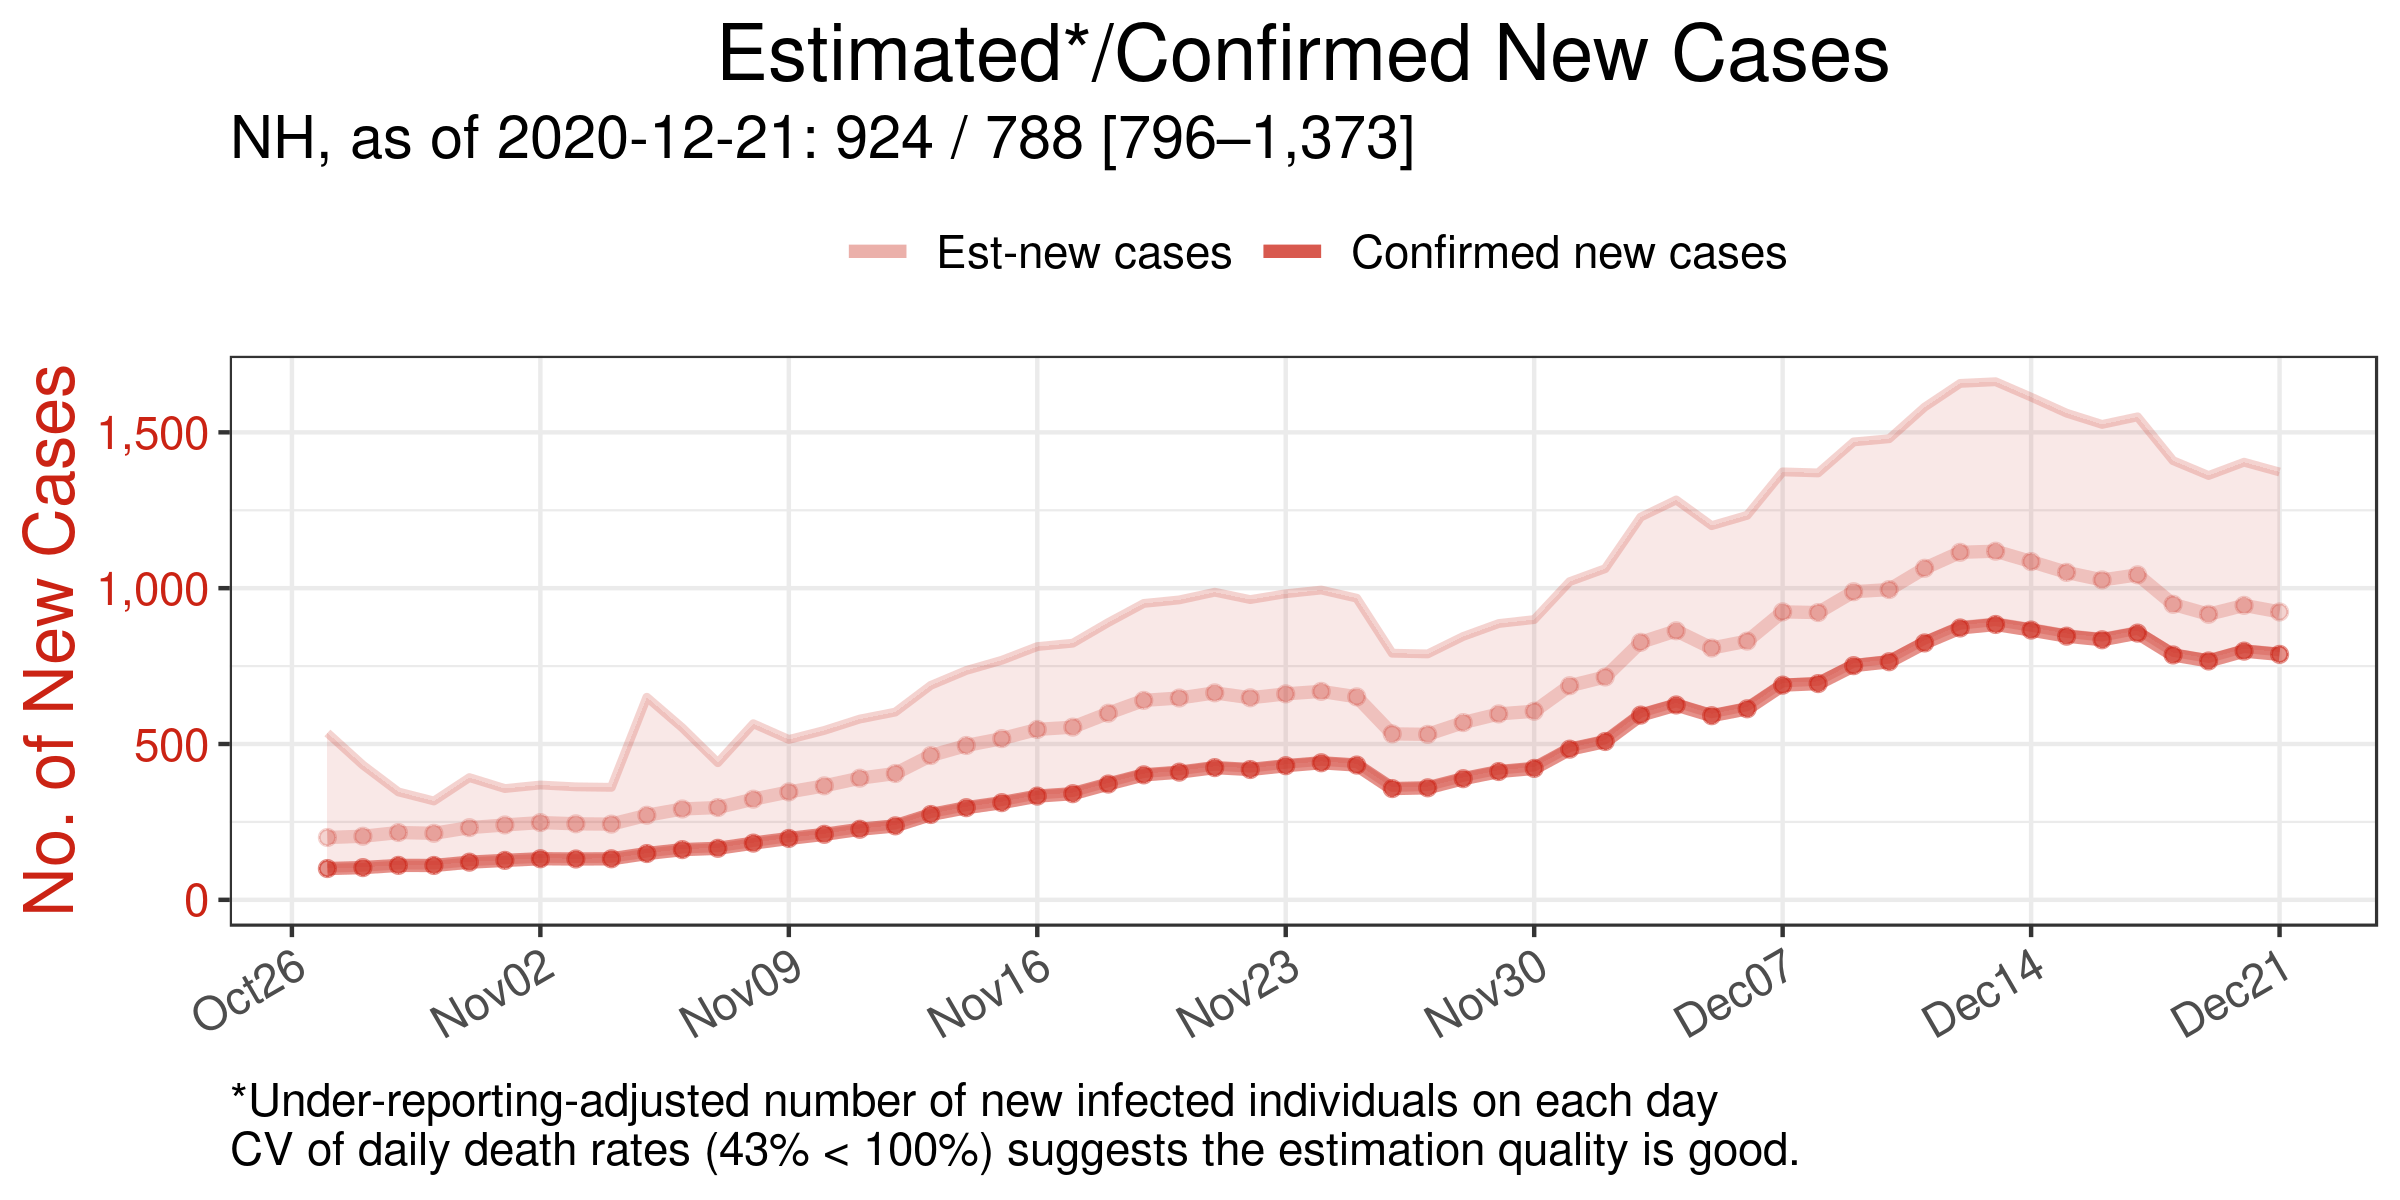 Estimated*/Confirmed New Cases
NH, as of 2020-12-21: 924 / 788 [796–1,373]
Est-new cases
Confirmed new cases
No. of New Cases
1,500
1,000
500
0
Oct26
Nov02
Nov09
Nov16
Nov23
Nov30
Dec07
Dec14
Dec21
*Under-reporting-adjusted number of new infected individuals on each day
CV of daily death rates (43% < 100%) suggests the estimation quality is good.